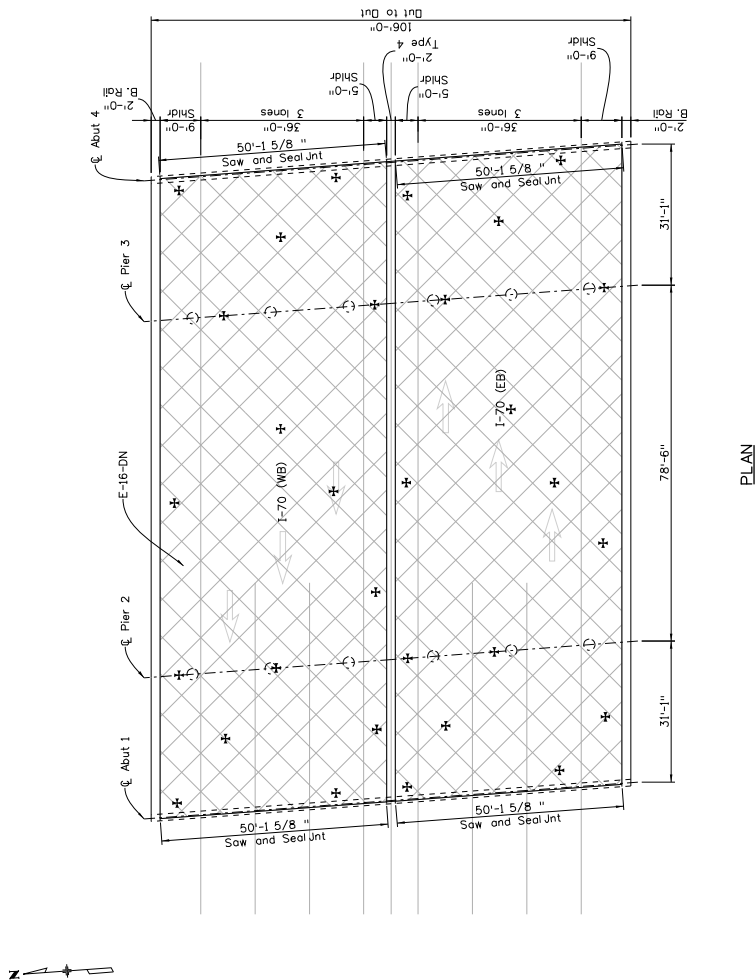 106'-0"
Out to Out
B. Rail
2'-0"
9'-0"
Shldr
36'-0"
3 lanes
5'-0"
Shldr
2'-0"
Type 4
5'-0"
Shldr
36'-0"
3 lanes
9'-0"
Shldr
2'-0"
B. Rail
℄ Abut 4
50'-1 5/8 "
Saw and Seal Jnt
50'-1 5/8 "
Saw and Seal Jnt
31'-1"
℄ Pier 3
E-16-DN
I-70 (WB)
I-70 (EB)
78'-6"
℄ Pier 2
31'-1"
℄ Abut 1
50'-1 5/8 "
Saw and Seal Jnt
50'-1 5/8 "
Saw and Seal Jnt
PLAN
N